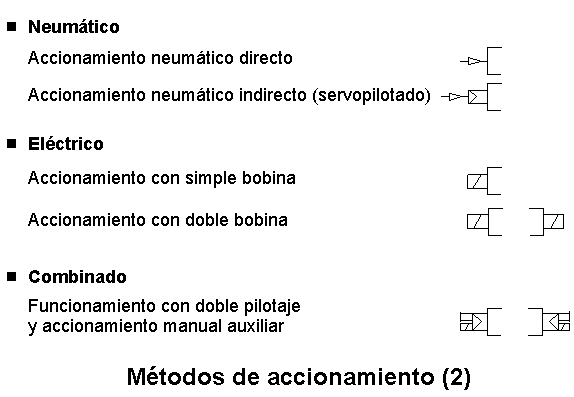 Neumático
Accionamiento neumático directo
Accionamiento neumático indirecto (servopilotado)
Eléctrico
Accionamiento con simple bobina
Accionamiento con doble bobina
Combinado
Funcionamiento con doble pilotaje
y accionamiento manual auxiliar
Métodos de accionamiento (2)